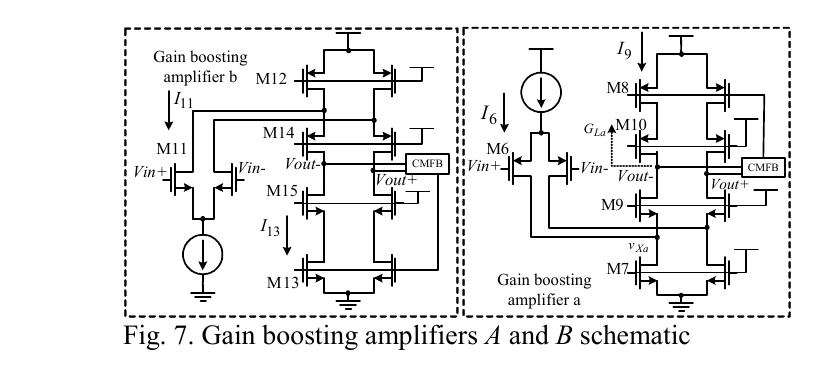 Gain boosting
amplifier b
I11
M11
Vin+
Vin-
M12
M14
Vout-
CMFB
Vout+
M15
I13
M13
I9
M8
I6
GLa
M10
M6
Vin+
Vin-
Vout-
CMFB
Vout+
M9
vXa
Gain boosting
amplifier a
M7
Fig. 7. Gain boosting amplifiers A and B schematic